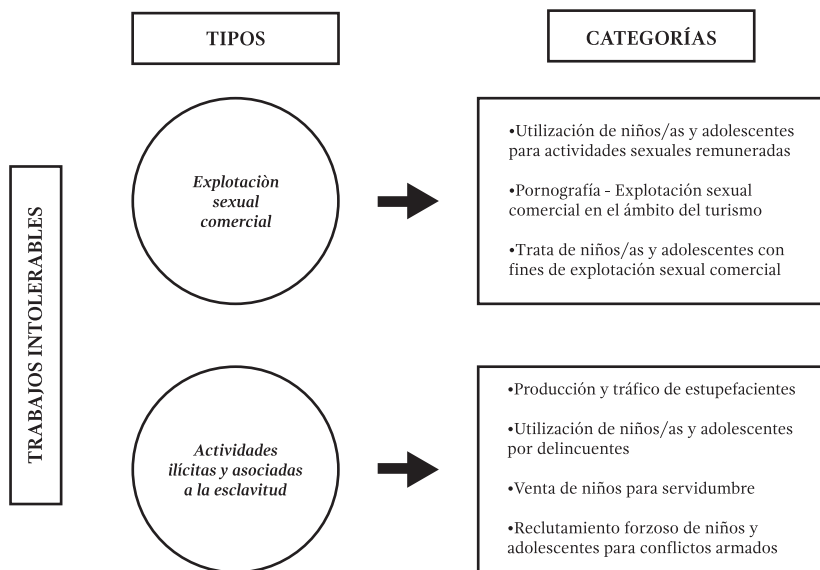 TIPOS
CATEGORÍAS
TRABAJOS INTOLERABLES
Explotaciòn
sexual
comercial
•Utilización de niños/as y adolescentes
para actividades sexuales remuneradas
•Pornografía - Explotación sexual
comercial en el ámbito del turismo
•Trata de niños/as y adolescentes con
fines de explotación sexual comercial
Actividades
ilícitas y asociadas
a la esclavitud
•Producción y tráfico de estupefacientes
•Utilización de niños/as y adolescentes
por delincuentes
•Venta de niños para servidumbre
•Reclutamiento forzoso de niños y
adolescentes para conflictos armados